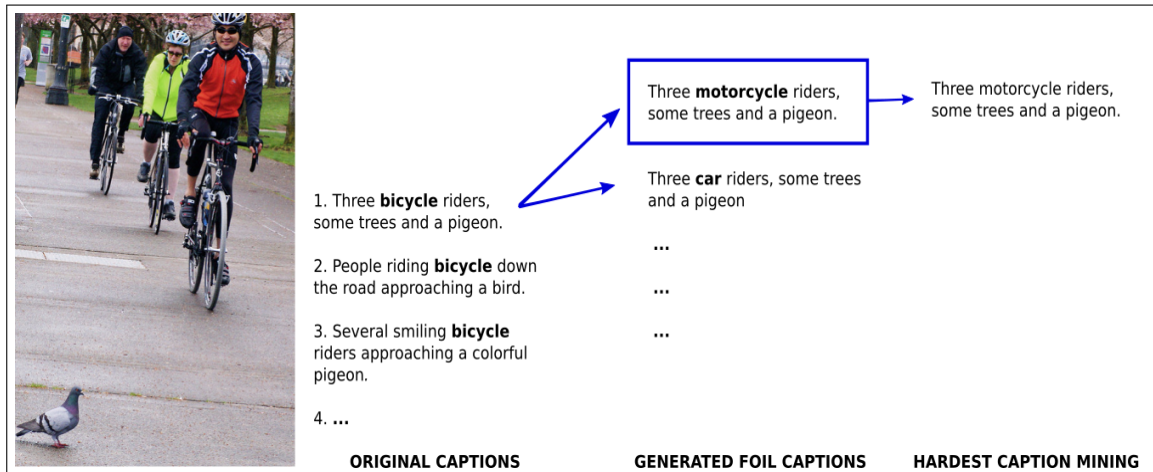 1. Three bicycle riders,
some trees and a pigeon.
2. People riding bicycle down
the road approaching a bird.
3. Several smiling bicycle
riders approaching a colorful
pigeon.
4. ...
ORIGINAL CAPTIONS
Three motorcycle riders,
some trees and a pigeon.
Three car riders, some trees
and a pigeon
...
...
...
GENERATED FOIL CAPTIONS
Three motorcycle riders,
some trees and a pigeon.
HARDEST CAPTION MINING